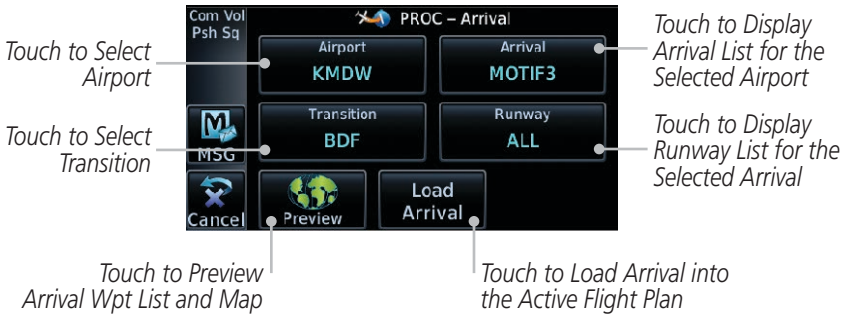 Com Vol
Psh Sq
PROC – Arrival
Touch to Select
Airport
Airport
KMDW
Arrival
MOTIF3
Touch to Display
Arrival List for the
Selected Airport
Touch to Select
Transition
MSG
Transition
BDF
Runway
ALL
Touch to Display
Runway List for the
Selected Arrival
Cancel
Preview
Load
Arrival
Touch to Preview
Arrival Wpt List and Map
Touch to Load Arrival into
the Active Flight Plan